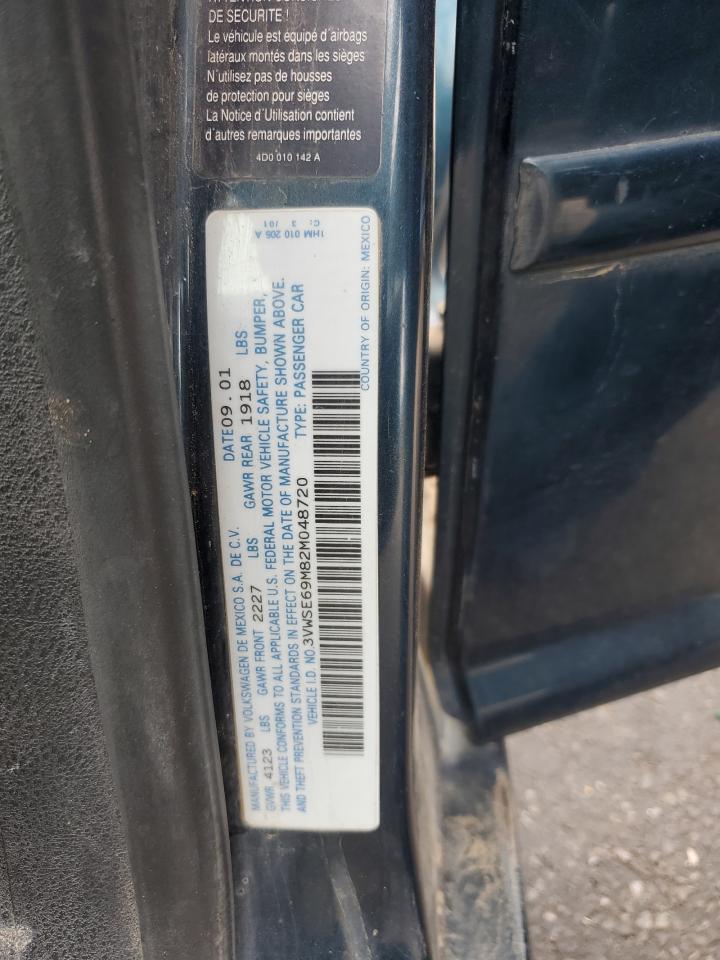 DE SECURITE !
Le véhicule est équipé d'airbags
latéraux montés dans les sièges
N'utilisez pas de housses
de protection pour sièges
La Notice d'Utilisation contient
d'autres remarques importantes
4D0 010 142 A
1HM 010 205 A
C: 3 /01
MANUFACTURED BY VOLKSWAGEN DE MEXICO S.A. DE C.V. DATE 09.01
GVWR 4123 LBS GAWR FRONT 2227 LBS GAWR REAR 1918 LBS
THIS VEHICLE CONFORMS TO ALL APPLICABLE U.S. FEDERAL MOTOR VEHICLE SAFETY, BUMPER,
AND THEFT PREVENTION STANDARDS IN EFFECT ON THE DATE OF MANUFACTURE SHOWN ABOVE.
VEHICLE I.D. NO. 3VWSE69M82M048720 TYPE: PASSENGER CAR
COUNTRY OF ORIGIN: MEXICO